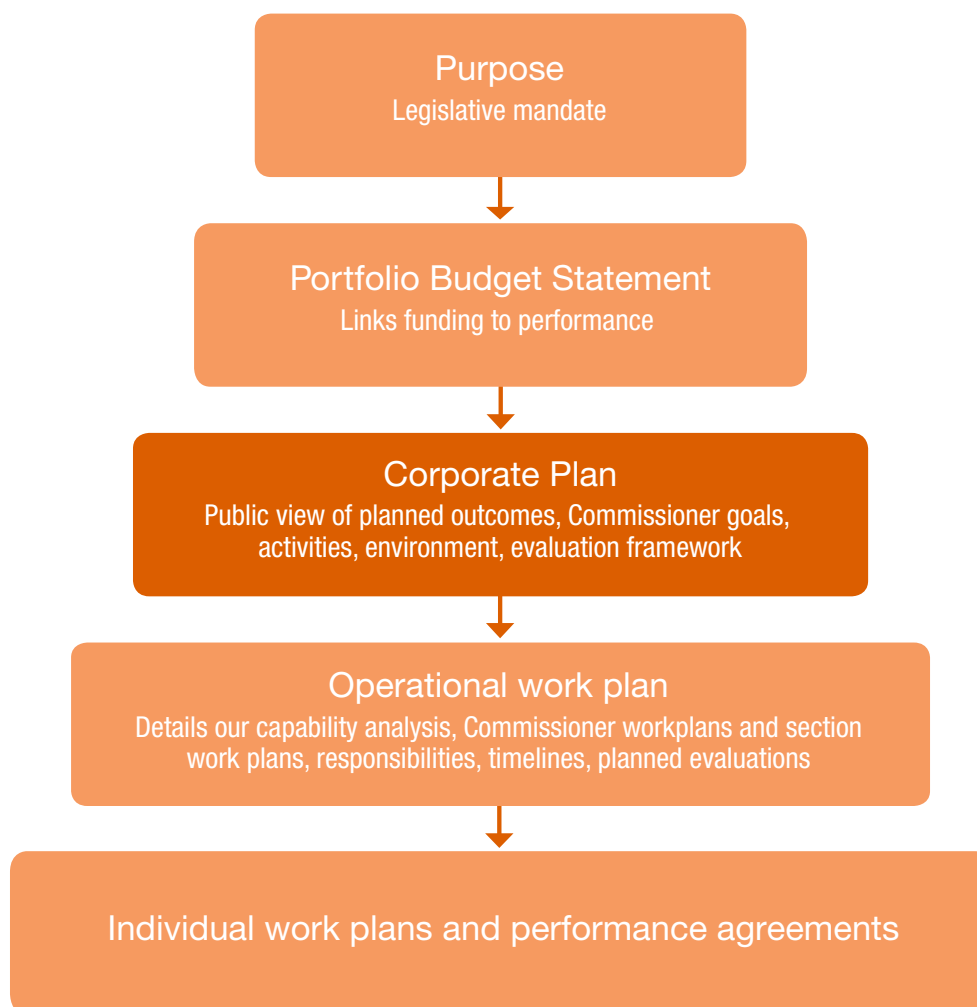 Purpose
Legislative mandate
Portfolio Budget Statement
Links funding to performance
Corporate Plan
Public view of planned outcomes, Commissioner goals,
activities, environment, evaluation framework
Operational work plan
Details our capability analysis, Commissioner workplans and section
work plans, responsibilities, timelines, planned evaluations
Individual work plans and performance agreements